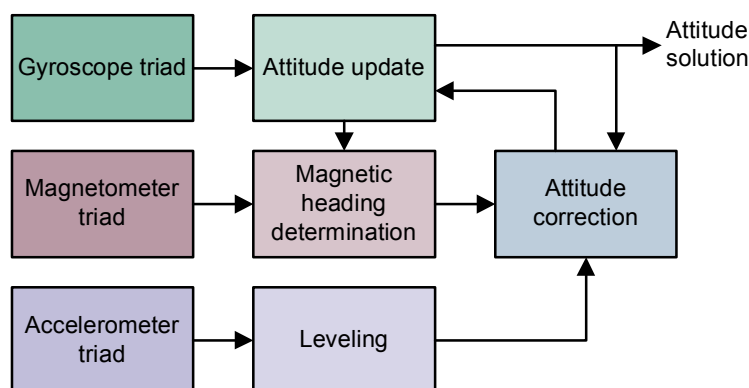 Gyroscope triad
Attitude update
Attitude
solution
Magnetometer
triad
Magnetic
heading
determination
Attitude
correction
Accelerometer
triad
Leveling